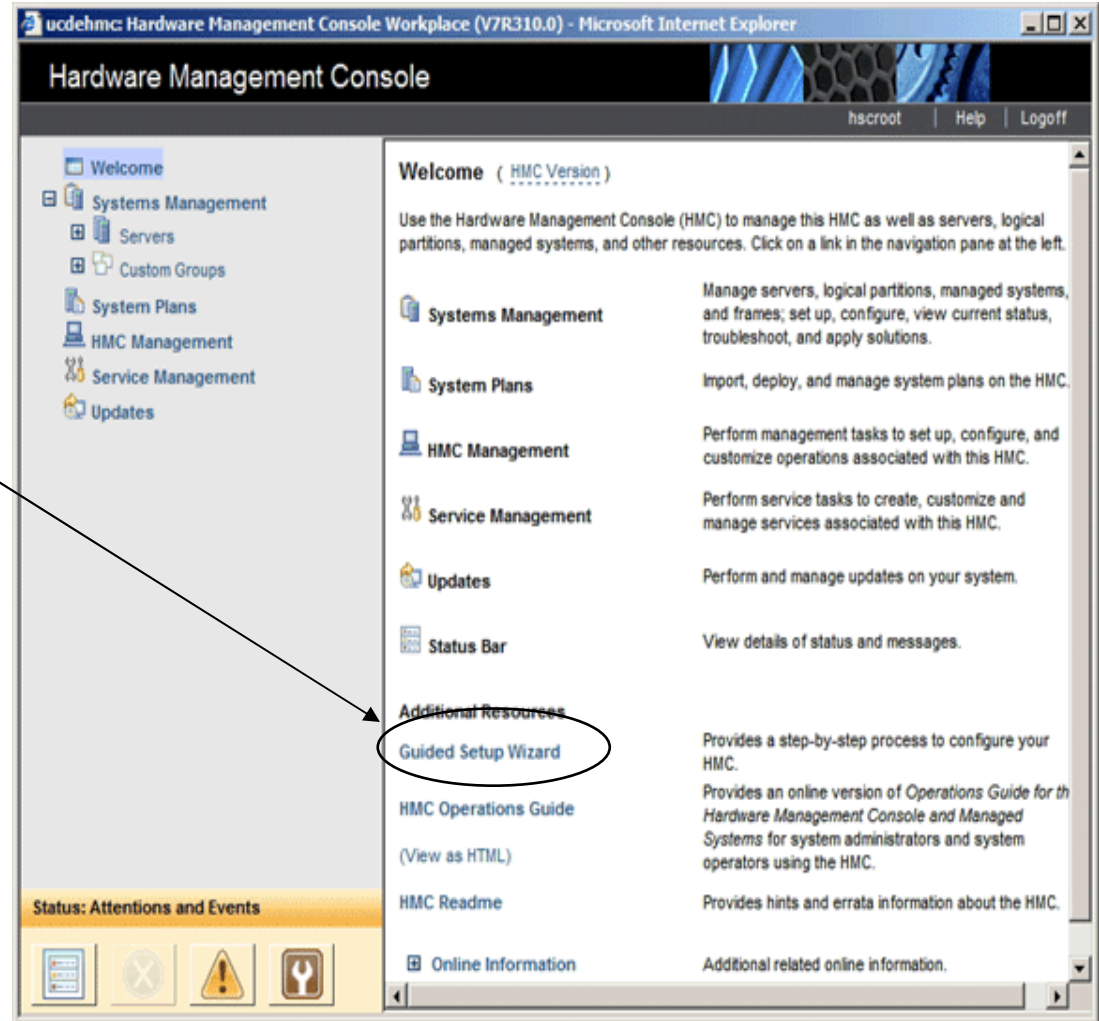 ucdehmc: Hardware Management Console Workplace (V7R310.0) - Microsoft Internet Explorer
Hardware Management Console
hscroot | Help | Logoff
Welcome
Systems Management
Servers
Custom Groups
System Plans
HMC Management
Service Management
Updates
Status: Attentions and Events
Welcome ( HMC Version )
Use the Hardware Management Console (HMC) to manage this HMC as well as servers, logical
partitions, managed systems, and other resources. Click on a link in the navigation pane at the left.
Systems Management
Manage servers, logical partitions, managed systems,
and frames; set up, configure, view current status,
troubleshoot, and apply solutions.
System Plans
Import, deploy, and manage system plans on the HMC.
HMC Management
Perform management tasks to set up, configure, and
customize operations associated with this HMC.
Service Management
Perform service tasks to create, customize and
manage services associated with this HMC.
Updates
Perform and manage updates on your system.
Status Bar
View details of status and messages.
Additional Resources
Guided Setup Wizard
Provides a step-by-step process to configure your
HMC.
HMC Operations Guide
(View as HTML)
Provides an online version of Operations Guide for th
Hardware Management Console and Managed
Systems for system administrators and system
operators using the HMC.
HMC Readme
Provides hints and errata information about the HMC.
Online Information
Additional related online information.